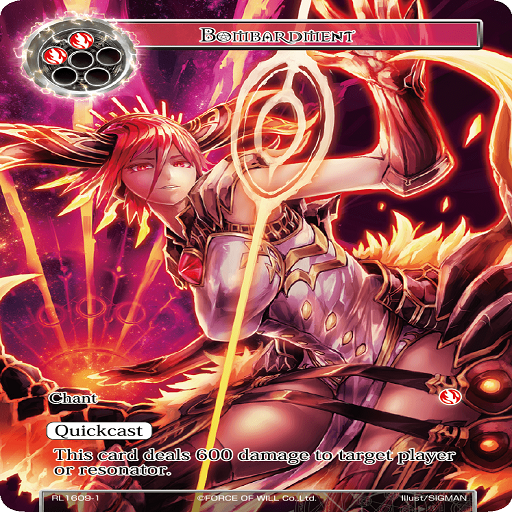 Bombardment
Chant
Quickcast
This card deals 600 damage to target player
or resonator.
RL1609-1
©FORCE OF WILL Co.,Ltd.
Illust/SIGMAN